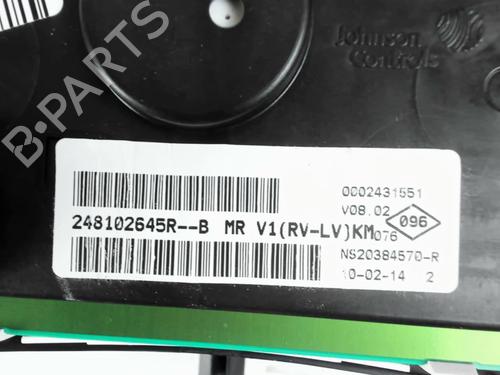 Johnson
Controls
B-PARTS
0002431551
V08.02
096
248102645R--B MR V1(RV-LV)KM
076
NS20384570-R
10-02-14 2